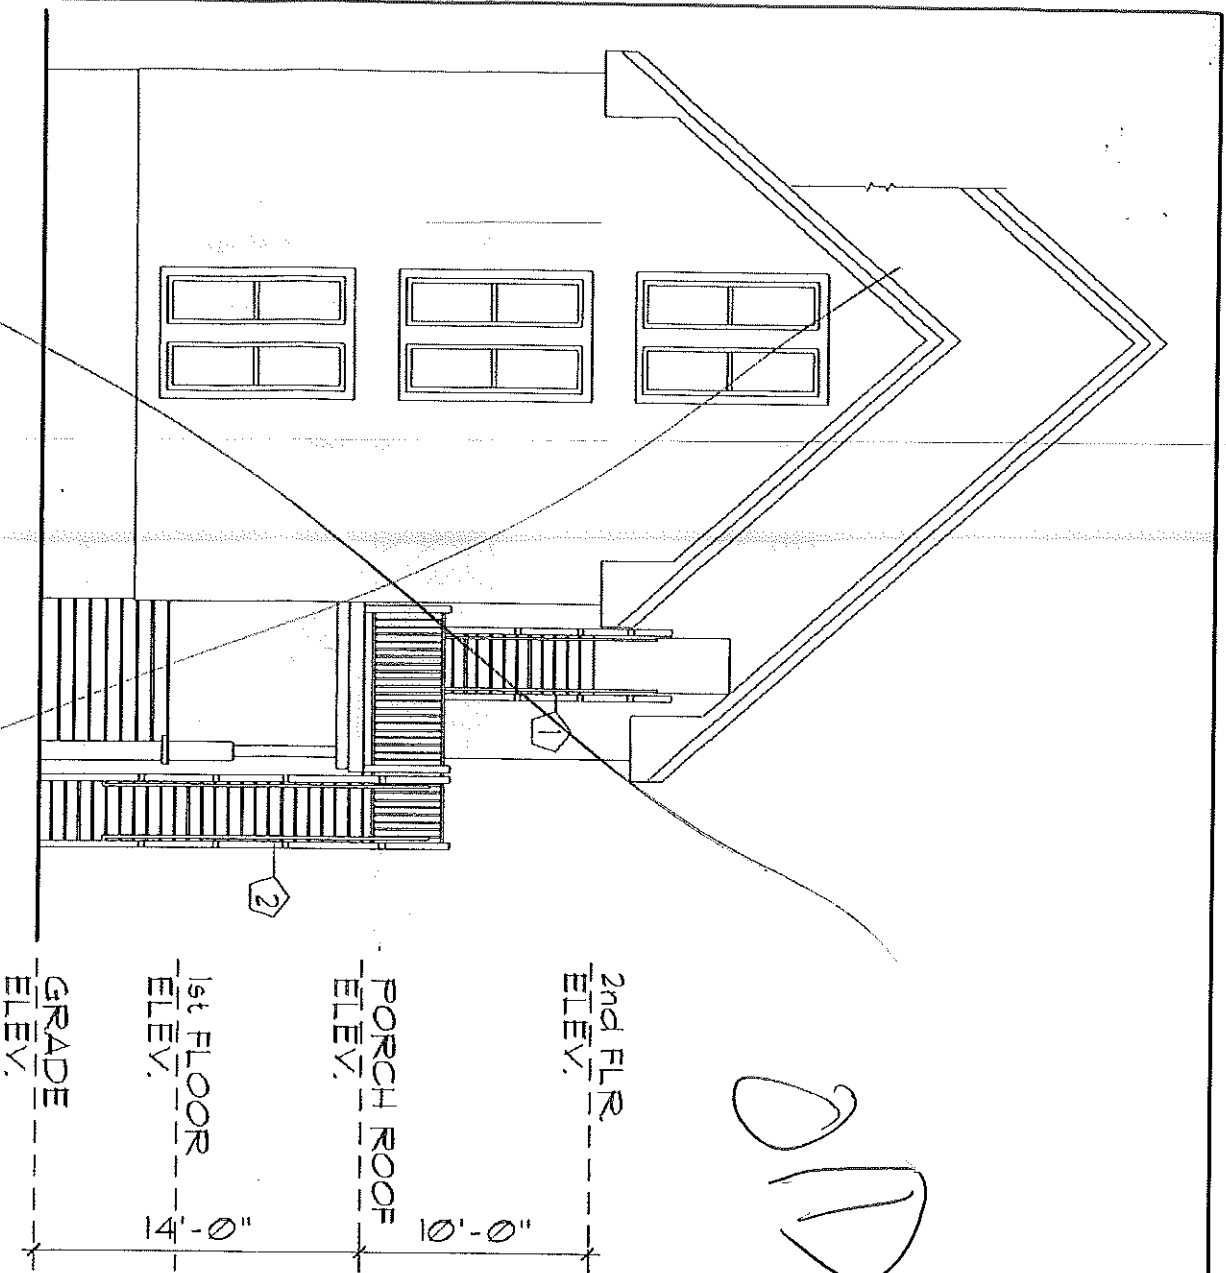 2nd FLR
ELEV.
PORCH ROOF
ELEV.
1st FLOOR
ELEV.
GRADE
ELEV.
10'-0"
14'-0"
1
2